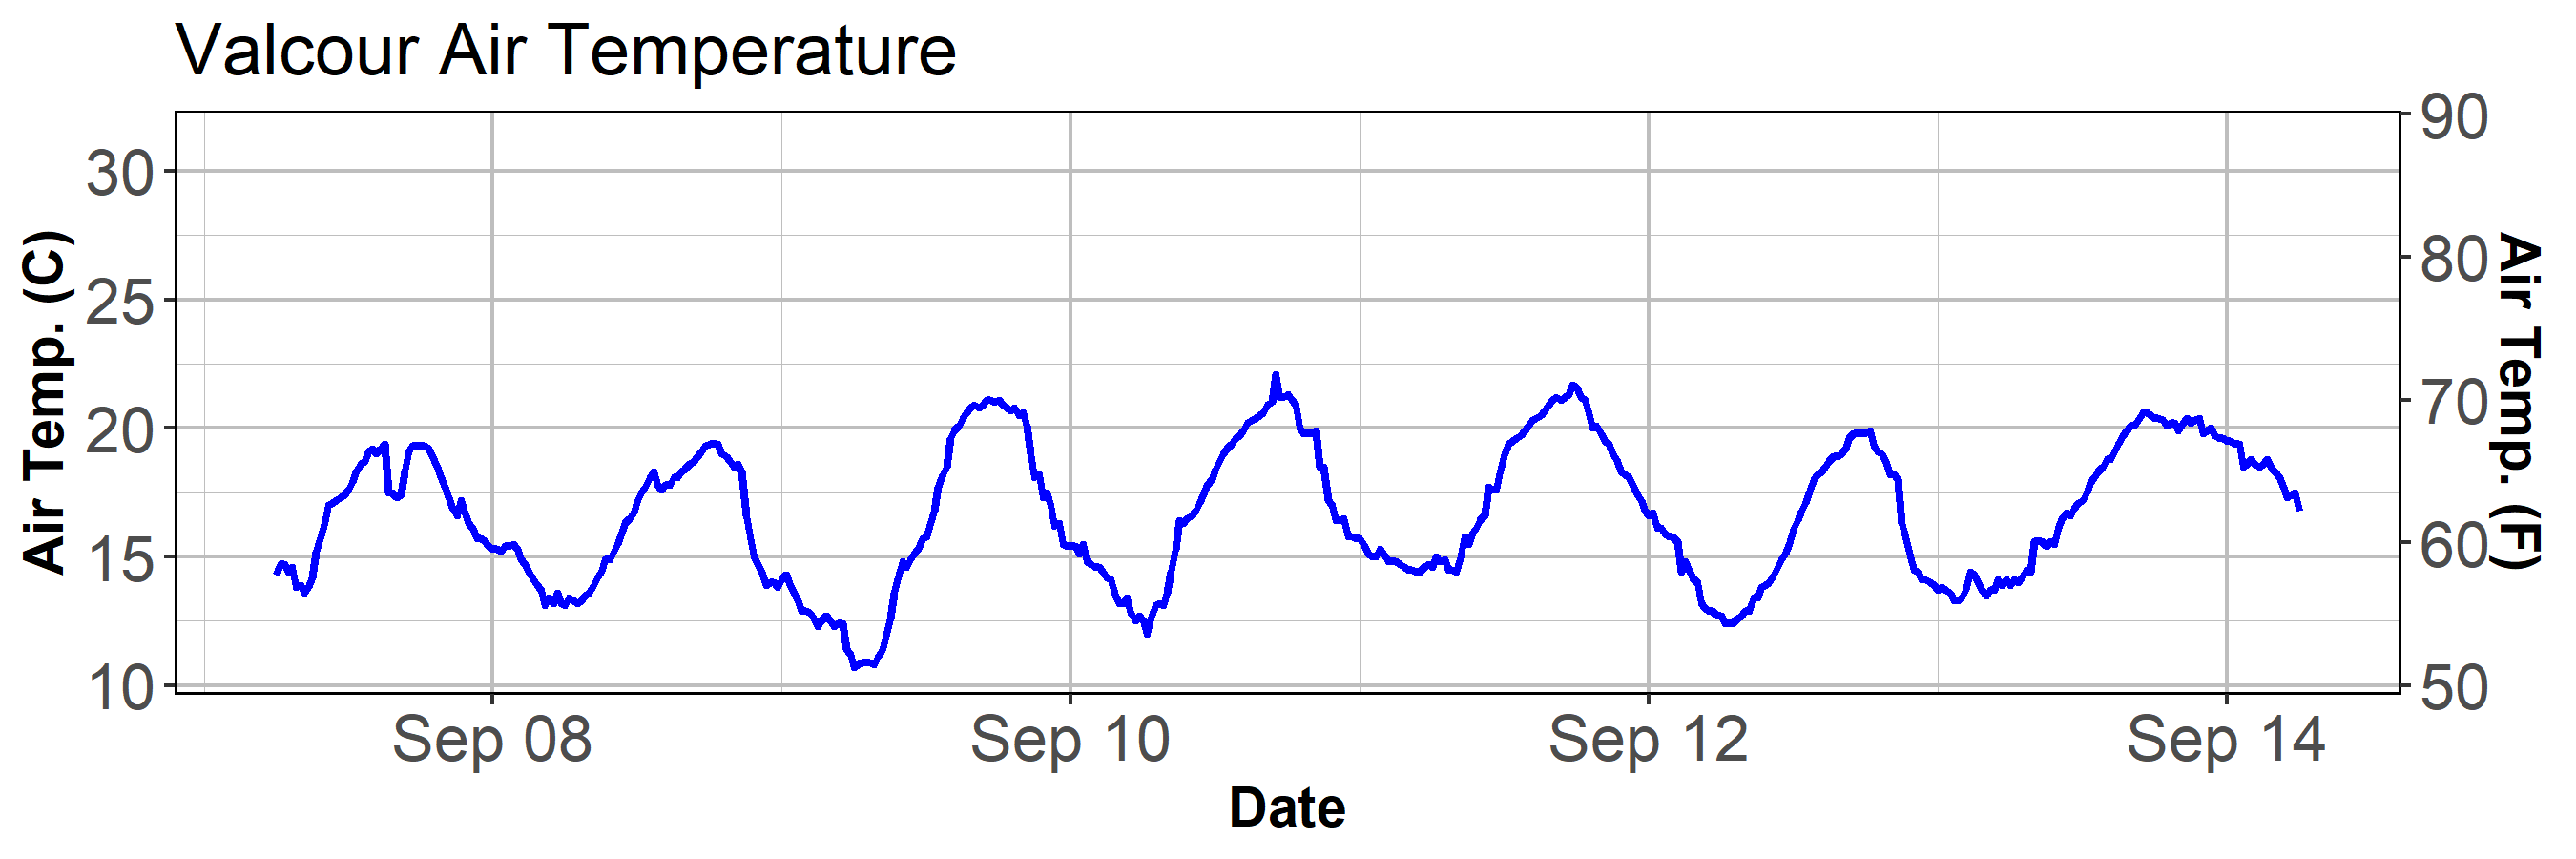 Valcour Air Temperature
Air Temp. (C)
30
25
20
15
10
90
80
70
60
50
Air Temp. (F)
Sep 08
Sep 10
Sep 12
Sep 14
Date